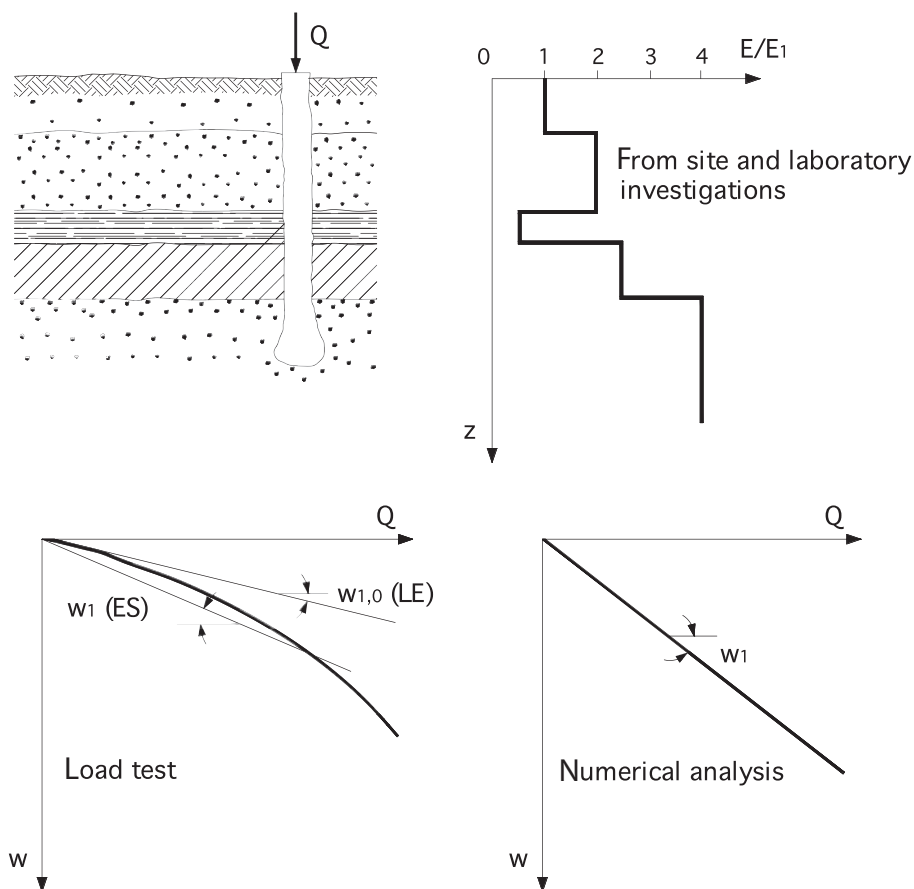 Q
0 1 2 3 4 E/E1
From site and laboratory
investigations
z
Q
w1,0 (LE)
w1 (ES)
Load test
w
Q
w1
Numerical analysis
w